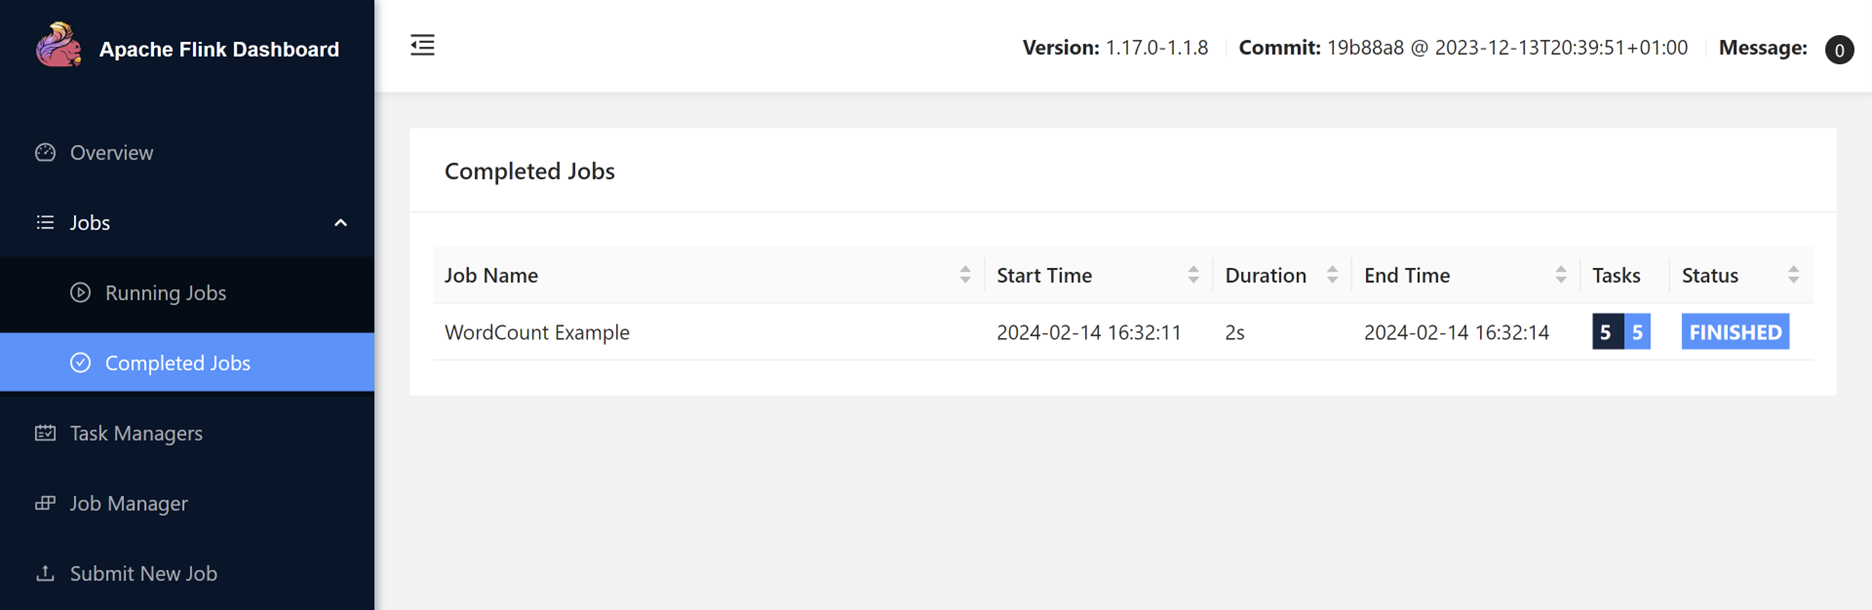 Apache Flink Dashboard
Version: 1.17.0-1.1.8 Commit: 19b88a8 @ 2023-12-13T20:39:51+01:00 Message: 0
Overview
Jobs
Running Jobs
Completed Jobs
Task Managers
Job Manager
Submit New Job
Completed Jobs
Job Name Start Time Duration End Time Tasks Status
WordCount Example 2024-02-14 16:32:11 2s 2024-02-14 16:32:14 5 5 FINISHED